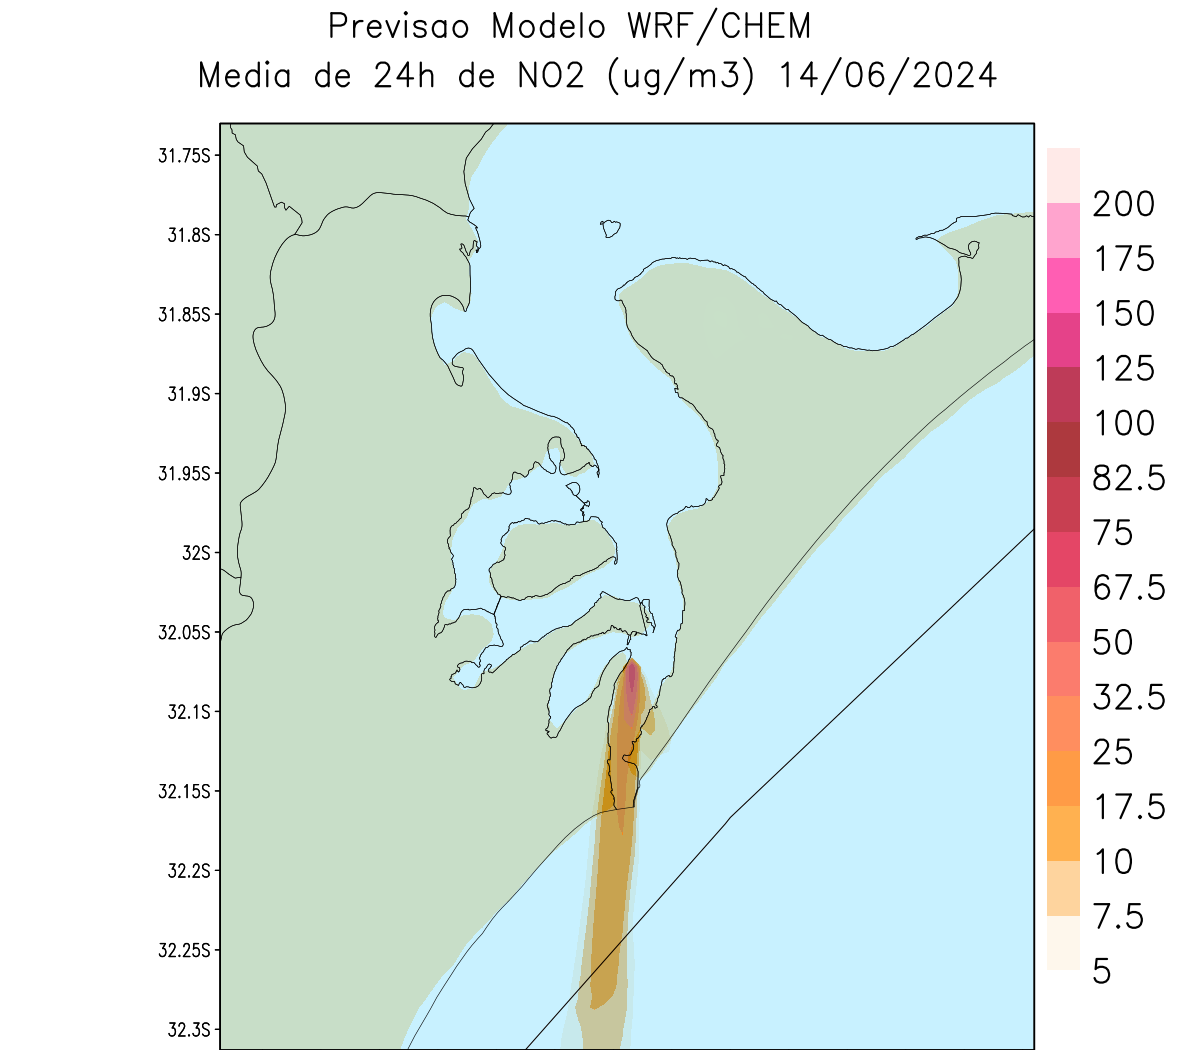 Previsao Modelo WRF/CHEM
Media de 24h de NO2 (ug/m3) 14/06/2024
31.75S
31.8S
31.85S
31.9S
31.95S
32S
32.05S
32.1S
32.15S
32.2S
32.25S
32.3S
200
175
150
125
100
82.5
75
67.5
50
32.5
25
17.5
10
7.5
5